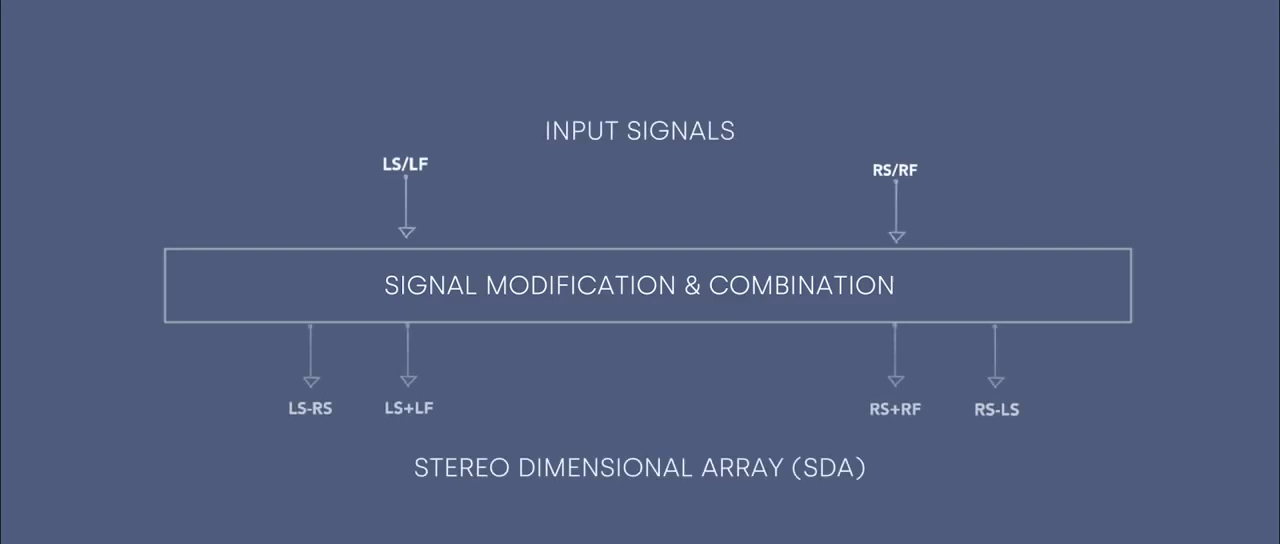 INPUT SIGNALS
LS/LF
RS/RF
SIGNAL MODIFICATION & COMBINATION
LS-RS
LS+LF
RS+RF
RS-LS
STEREO DIMENSIONAL ARRAY (SDA)